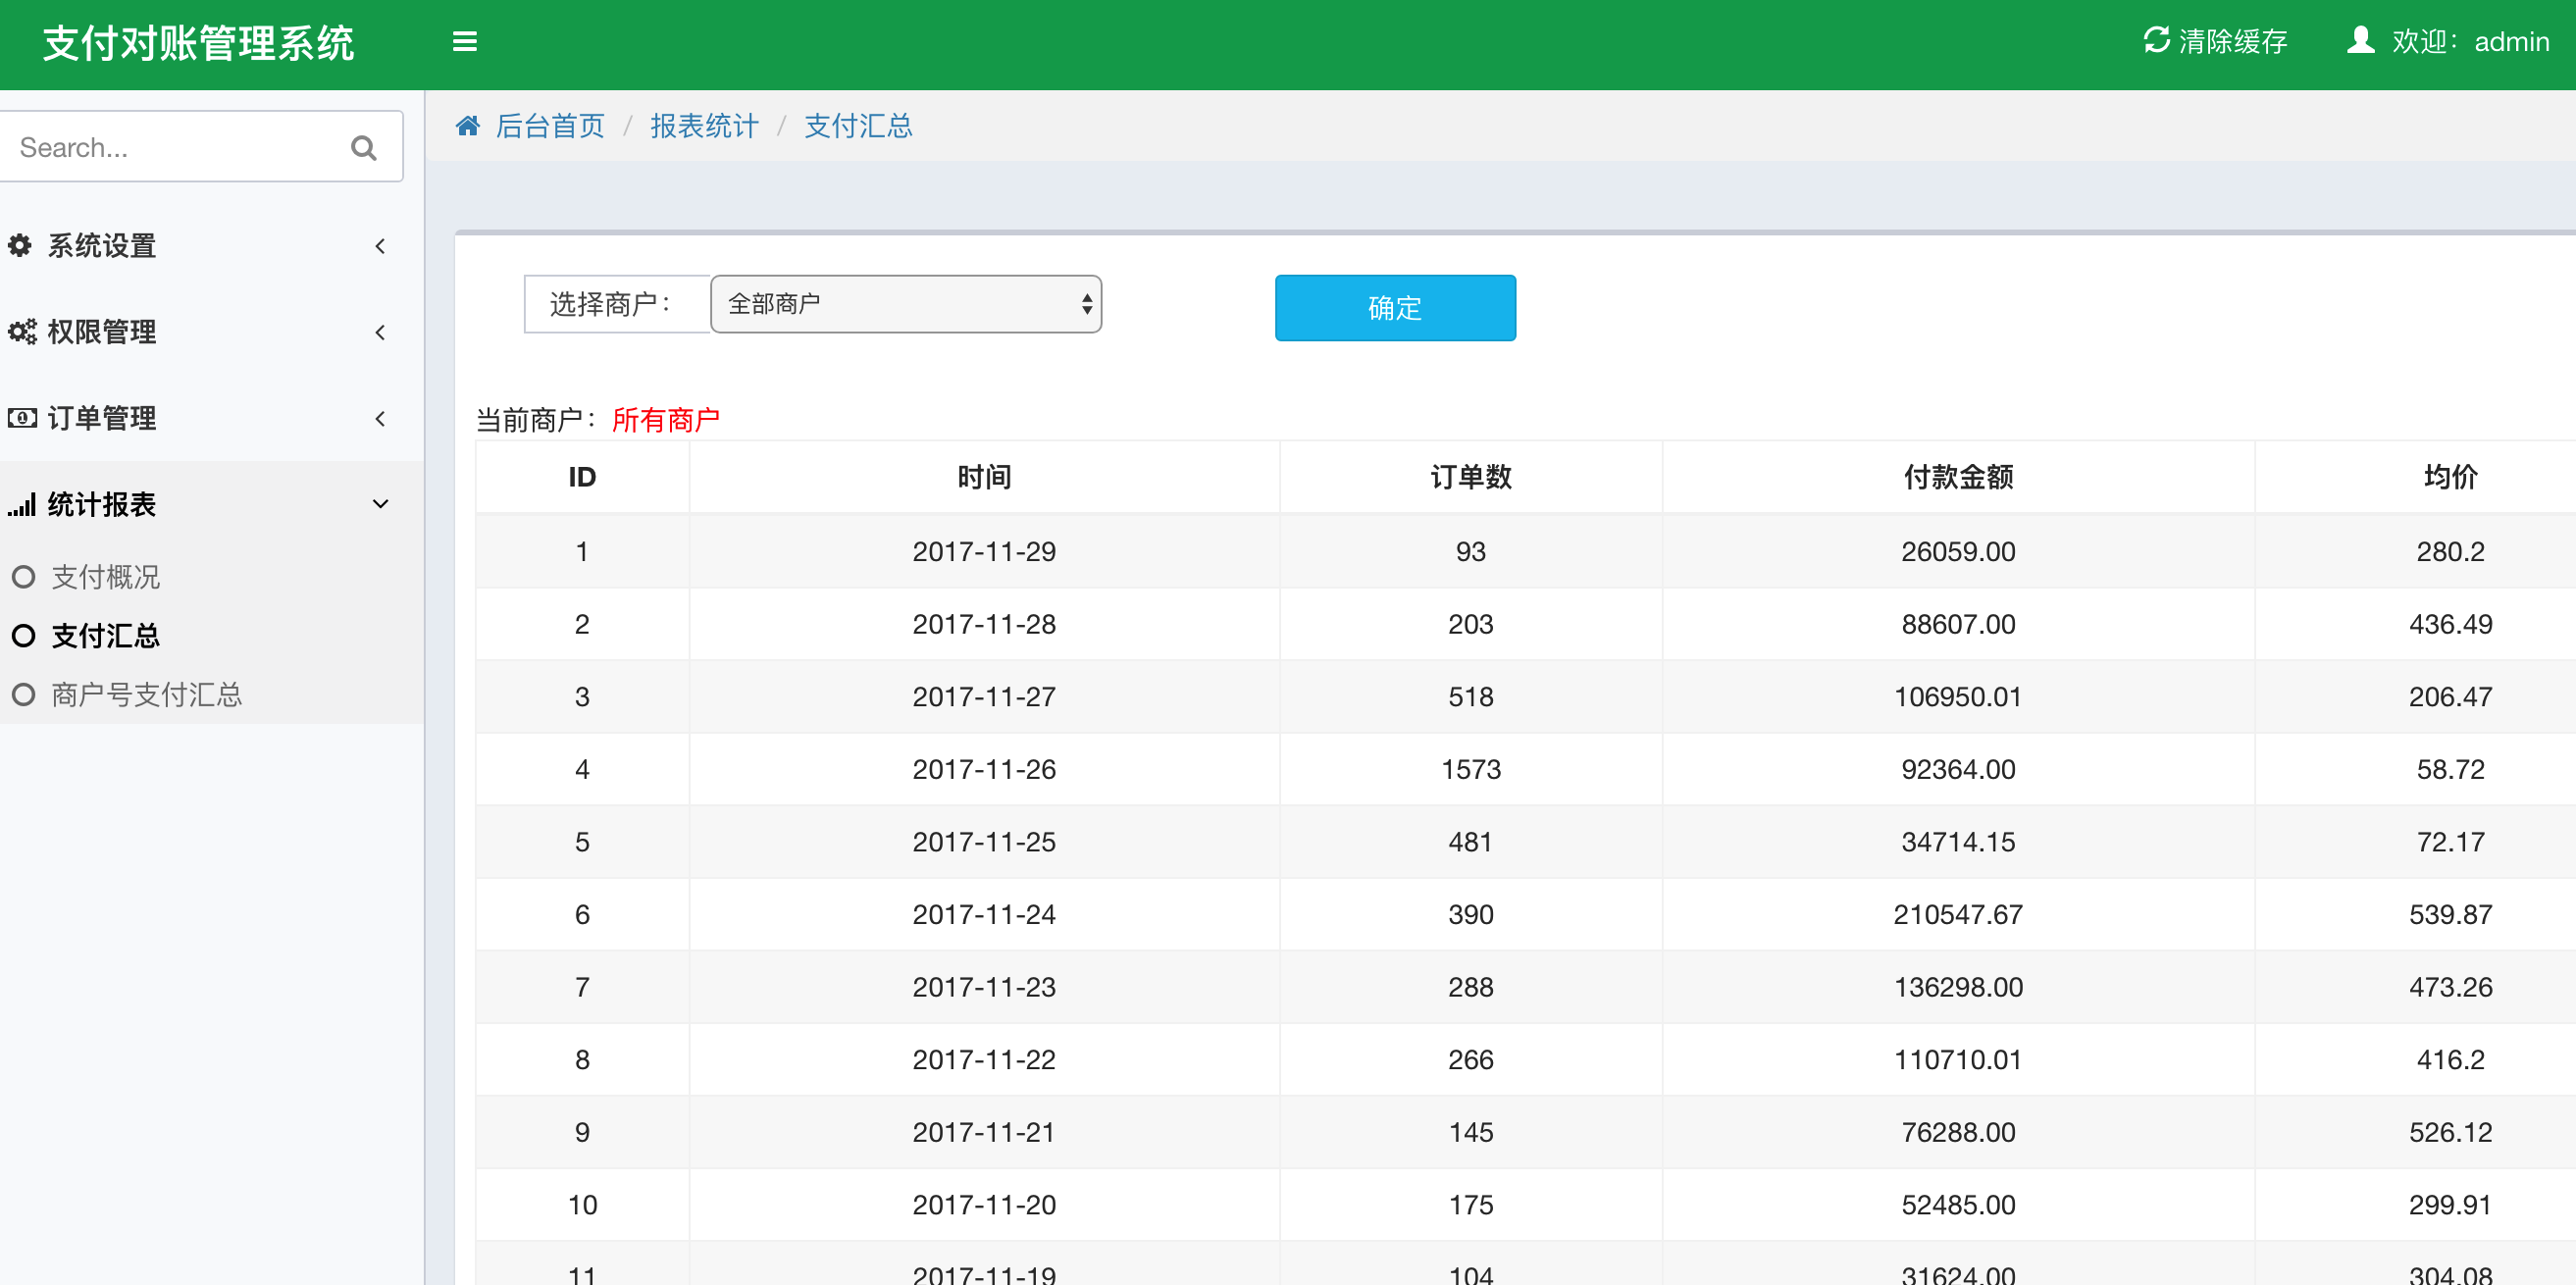 支付对账管理系统
清除缓存 欢迎：admin
Search...
系统设置
权限管理
订单管理
统计报表
支付概况
支付汇总
商户号支付汇总
后台首页 / 报表统计 / 支付汇总
选择商户： 全部商户 确定
当前商户：所有商户
ID 时间 订单数 付款金额 均价
1 2017-11-29 93 26059.00 280.2
2 2017-11-28 203 88607.00 436.49
3 2017-11-27 518 106950.01 206.47
4 2017-11-26 1573 92364.00 58.72
5 2017-11-25 481 34714.15 72.17
6 2017-11-24 390 210547.67 539.87
7 2017-11-23 288 136298.00 473.26
8 2017-11-22 266 110710.01 416.2
9 2017-11-21 145 76288.00 526.12
10 2017-11-20 175 52485.00 299.91
11 2017-11-19 104 31624.00 304.08